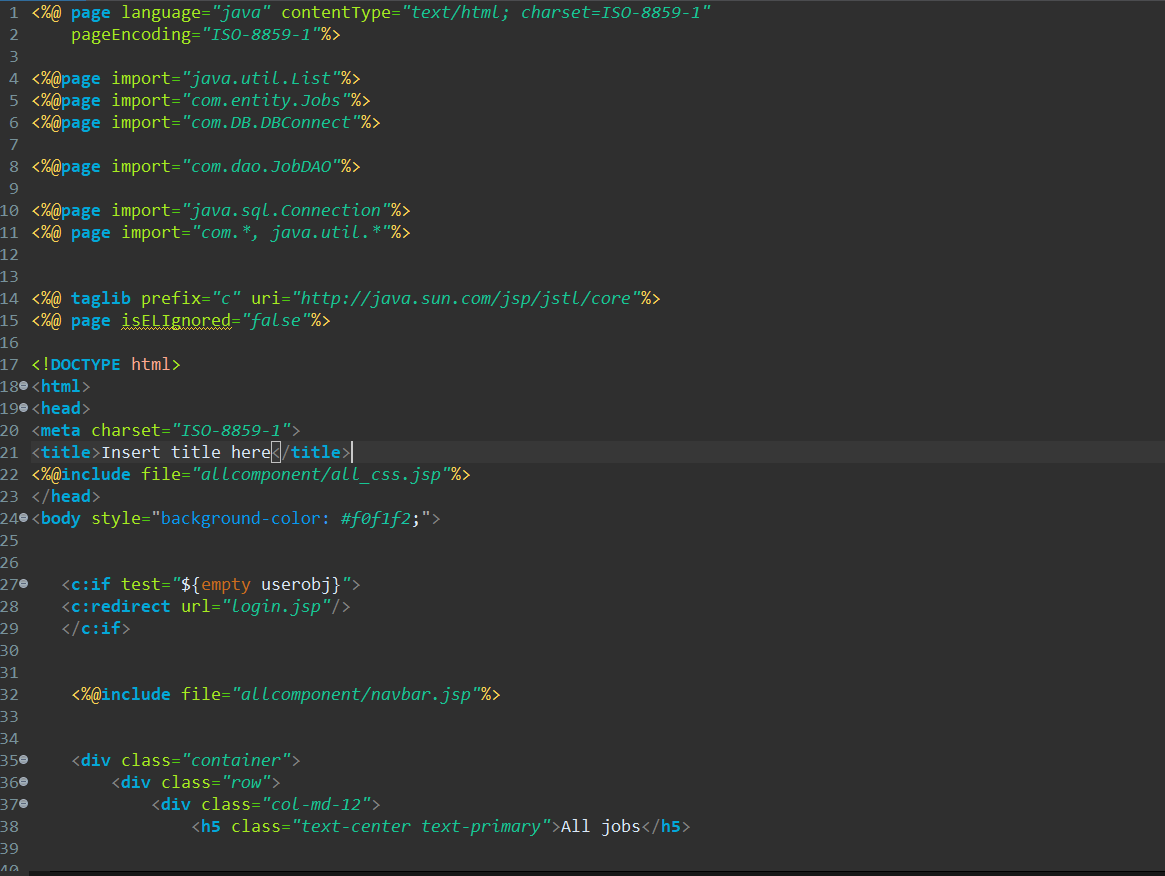 1 <%@ page language="java" contentType="text/html; charset=ISO-8859-1"
2 pageEncoding="ISO-8859-1"%>
3
4 <%@page import="java.util.List"%>
5 <%@page import="com.entity.Jobs"%>
6 <%@page import="com.DB.DBConnect"%>
7
8 <%@page import="com.dao.JobDAO"%>
9
10 <%@page import="java.sql.Connection"%>
11 <%@ page import="com.*, java.util.*"%>
12
13
14 <%@ taglib prefix="c" uri="http://java.sun.com/jsp/jstl/core"%>
15 <%@ page isELIgnored="false"%>
16
17 <!DOCTYPE html>
18 <html>
19 <head>
20 <meta charset="ISO-8859-1">
21 <title>Insert title here</title>
22 <%@include file="allcomponent/all_css.jsp"%>
23 </head>
24 <body style="background-color: #f0f1f2;">
25
26
27 <c:if test="${empty userobj}">
28 <c:redirect url="login.jsp"/>
29 </c:if>
30
31
32 <%@include file="allcomponent/navbar.jsp"%>
33
34
35 <div class="container">
36 <div class="row">
37 <div class="col-md-12">
38 <h5 class="text-center text-primary">All jobs</h5>
39
40